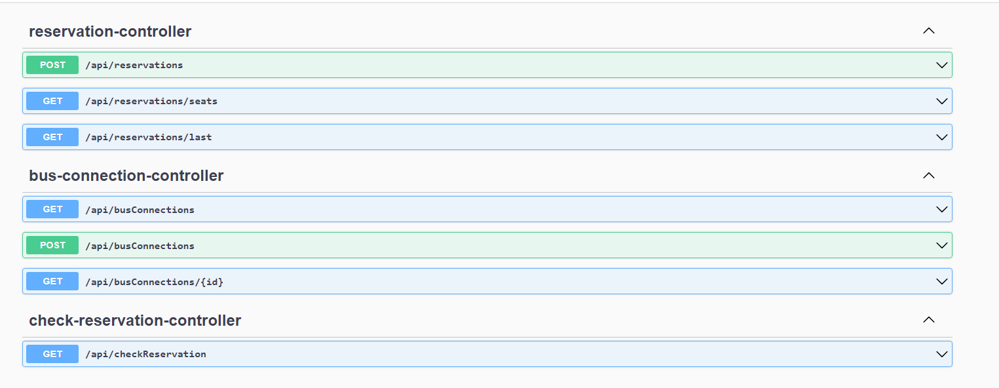 reservation-controller
POST /api/reservations
GET /api/reservations/seats
GET /api/reservations/last
bus-connection-controller
GET /api/busConnections
POST /api/busConnections
GET /api/busConnections/{id}
check-reservation-controller
GET /api/checkReservation